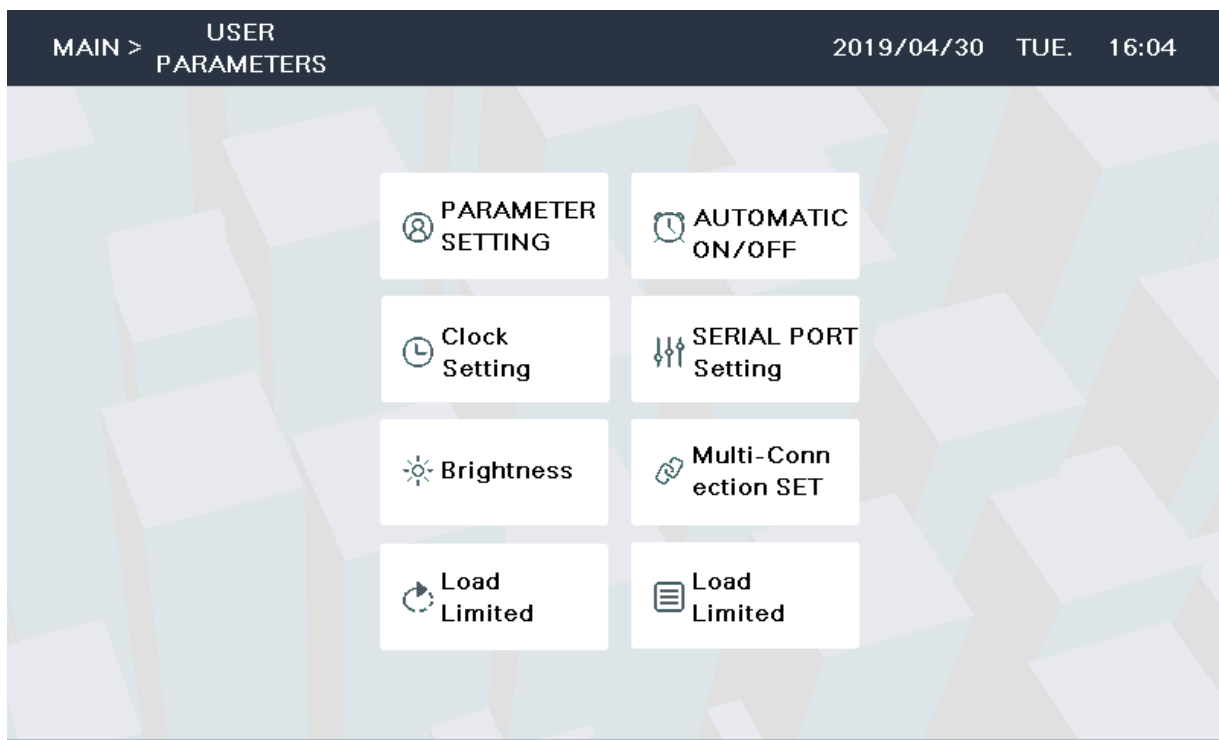 MAIN > USER PARAMETERS 2019/04/30 TUE. 16:04
PARAMETER
SETTING
AUTOMATIC
ON/OFF
Clock
Setting
SERIAL PORT
Setting
Brightness
Multi-Conn
ection SET
Load
Limited
Load
Limited